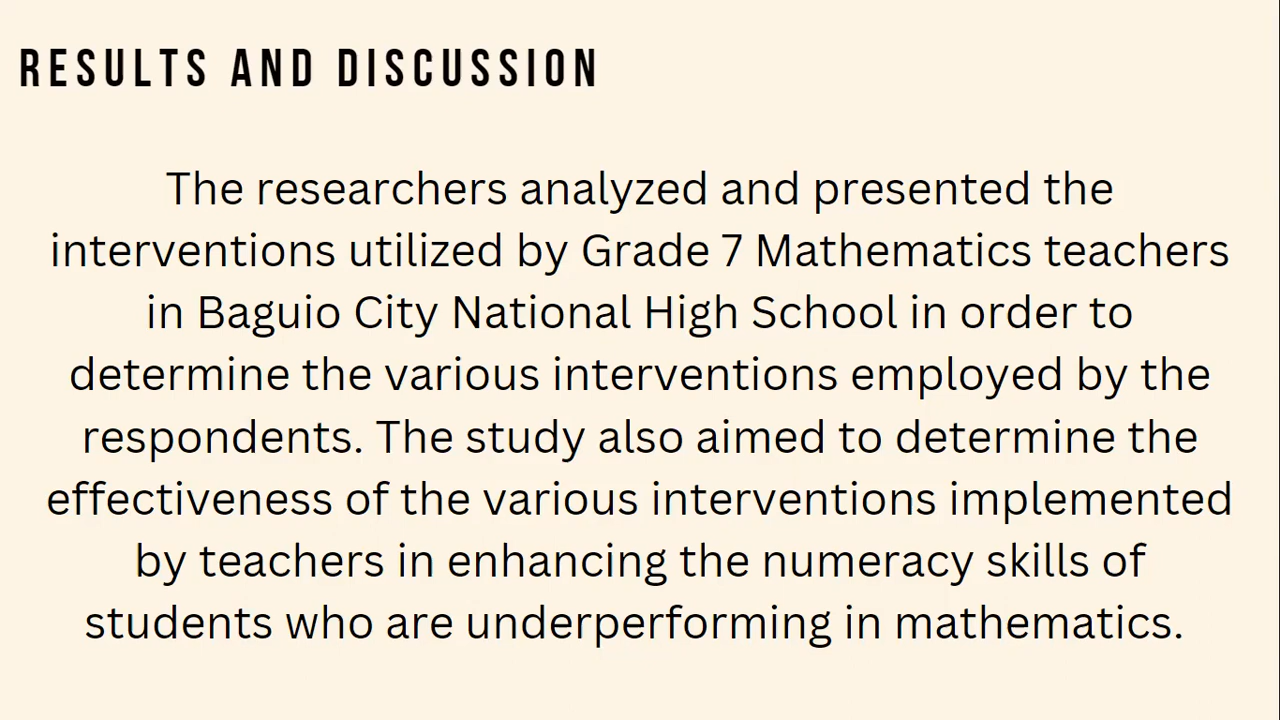 RESULTS AND DISCUSSION
The researchers analyzed and presented the
interventions utilized by Grade 7 Mathematics teachers
in Baguio City National High School in order to
determine the various interventions employed by the
respondents. The study also aimed to determine the
effectiveness of the various interventions implemented
by teachers in enhancing the numeracy skills of
students who are underperforming in mathematics.